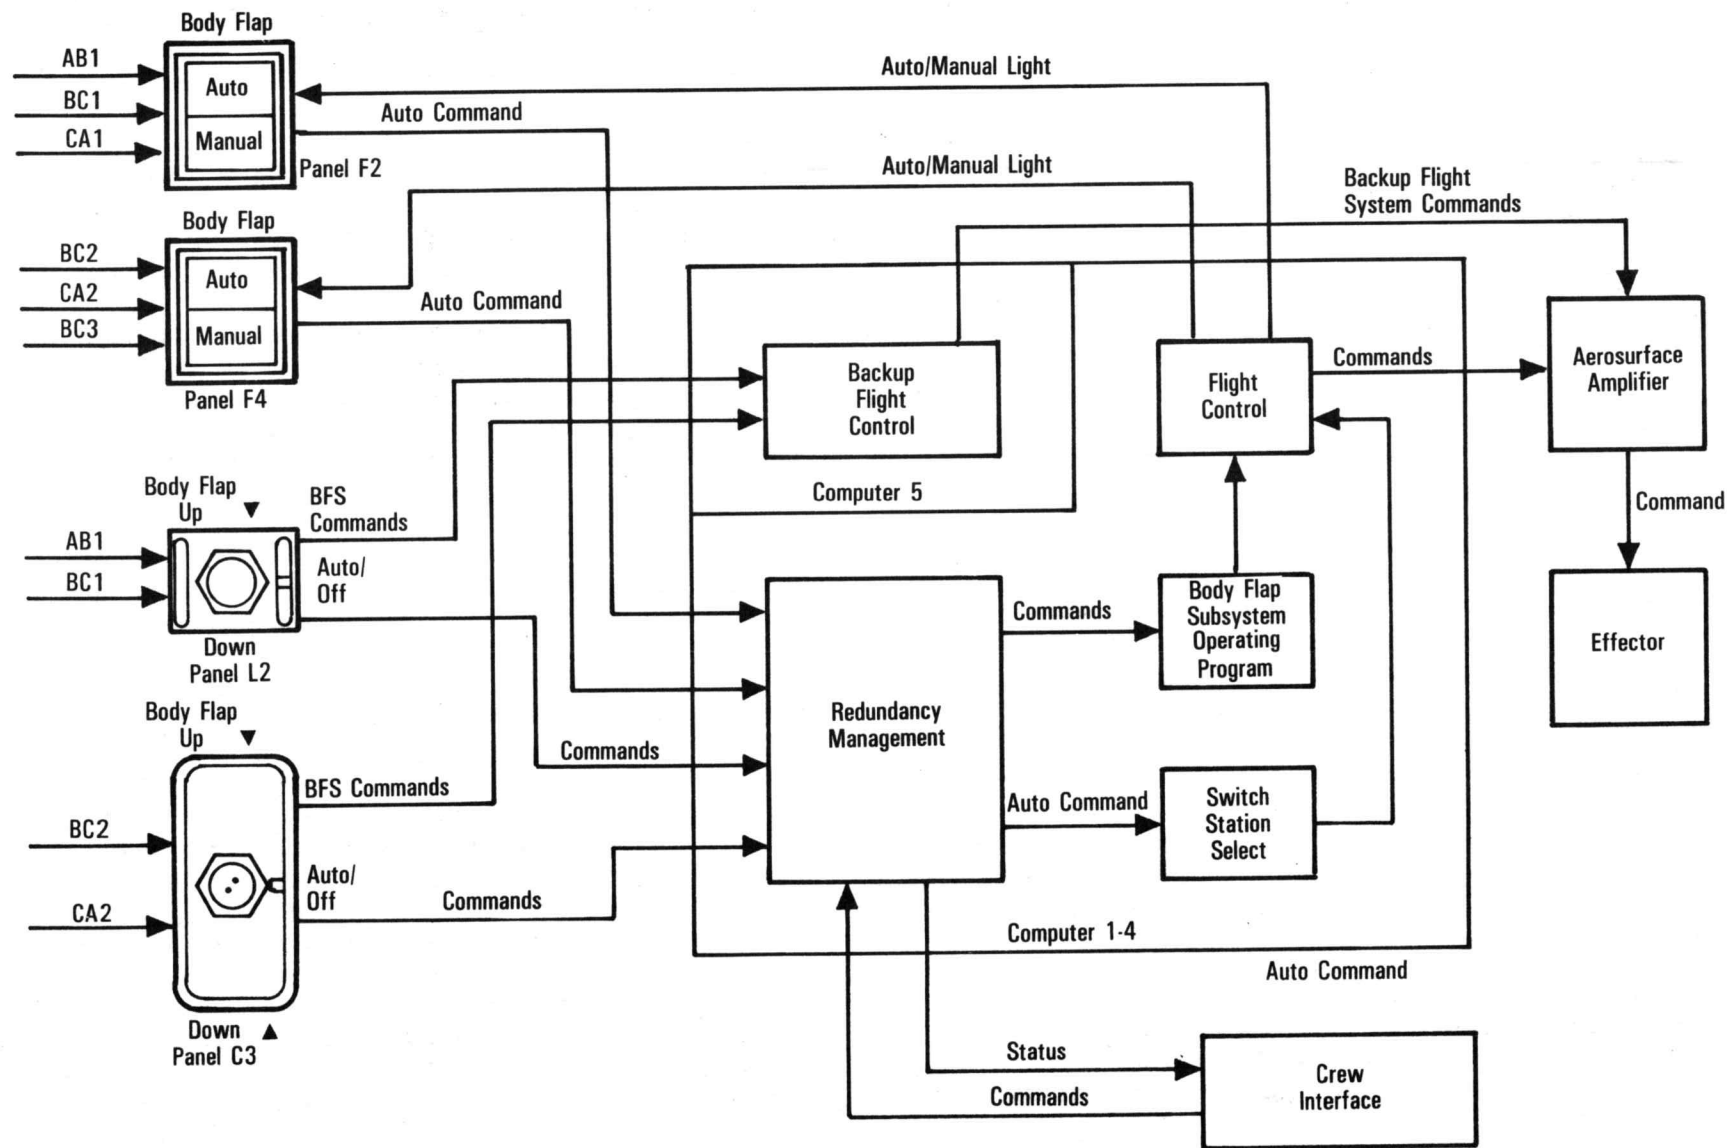 Body Flap
AB1
BC1
CA1
Auto
Manual
Panel F2
Auto Command
Auto/Manual Light
Body Flap
BC2
CA2
BC3
Auto
Manual
Panel F4
Auto Command
Auto/Manual Light
Backup Flight
System Commands
Backup
Flight
Control
Computer 5
Flight
Control
Commands
Aerosurface
Amplifier
Command
Effector
Body Flap
Up
BFS
Commands
AB1
BC1
Auto/
Off
Down
Panel L2
Body Flap
Up
BFS Commands
BC2
CA2
Auto/
Off
Down
Panel C3
Commands
Commands
Redundancy
Management
Commands
Body Flap
Subsystem
Operating
Program
Auto Command
Switch
Station
Select
Computer 1-4
Auto Command
Status
Commands
Crew
Interface